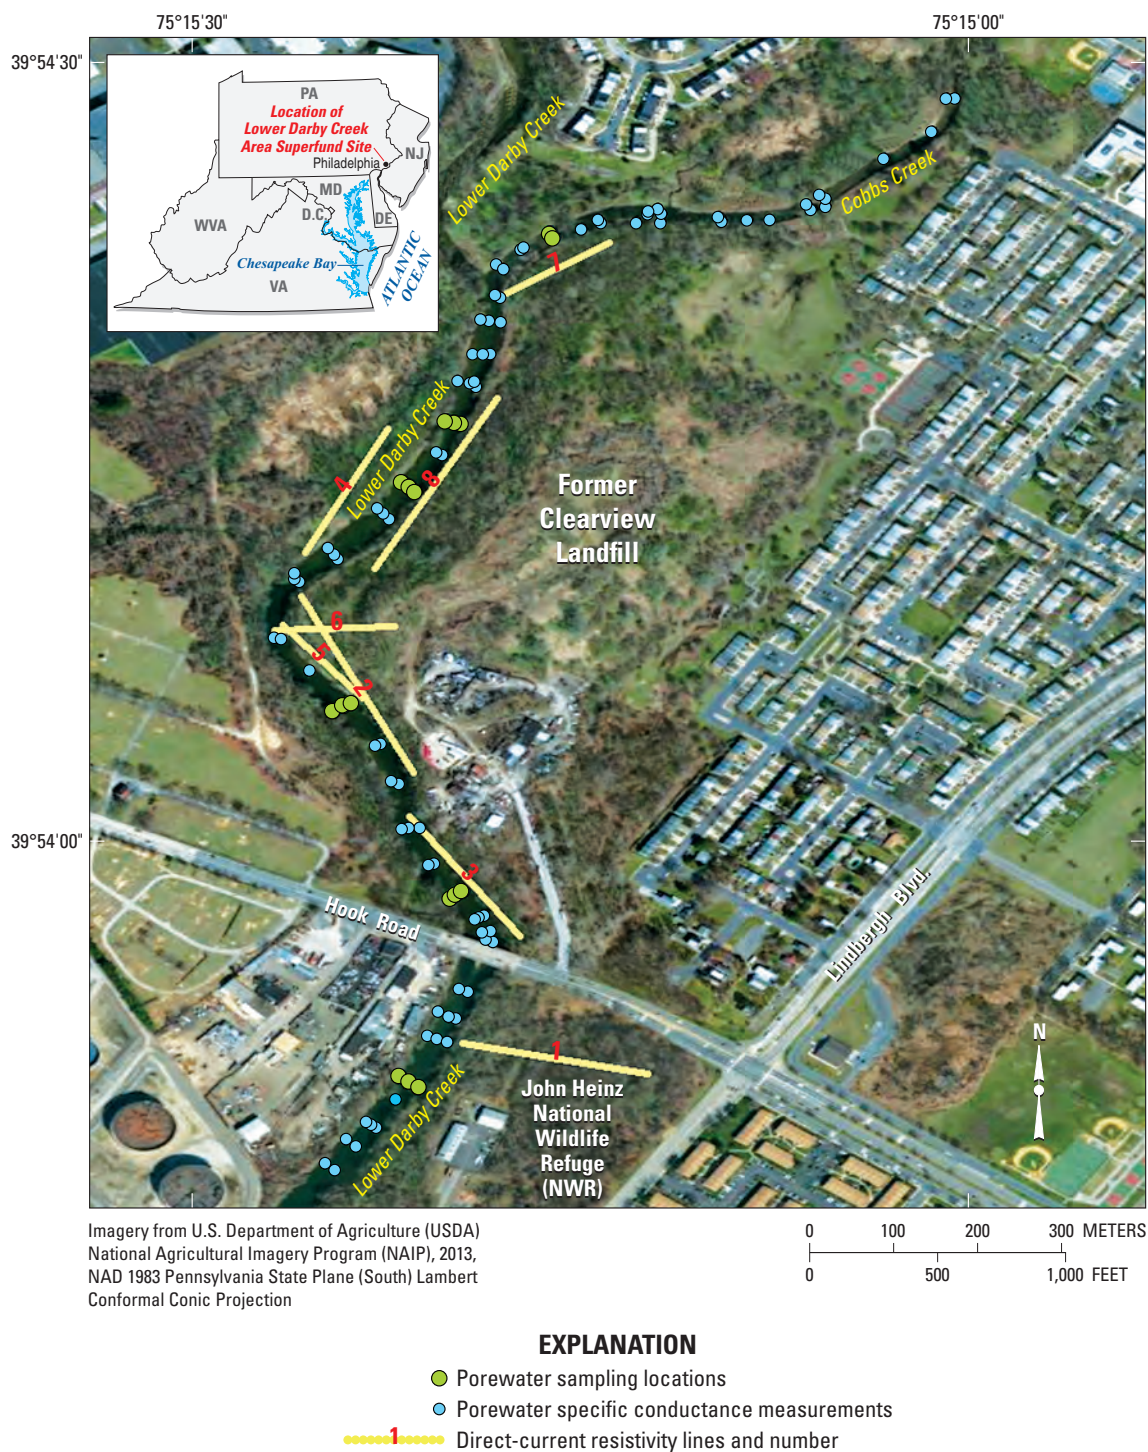 75°15'30"
75°15'00"
39°54'30"
PA
Location of
Lower Darby Creek
Area Superfund Site
Philadelphia
NJ
MD
D.C.
DE
WVA
Chesapeake Bay
VA
ATLANTIC
OCEAN
Lower Darby Creek
Cobbs Creek
7
Lower Darby Creek
4
8
Former
Clearview
Landfill
6
5
2
39°54'00"
3
Hook Road
Lindbergh Blvd.
1
N
John Heinz
National
Wildlife
Refuge
(NWR)
Lower Darby Creek
Imagery from U.S. Department of Agriculture (USDA)
National Agricultural Imagery Program (NAIP), 2013,
NAD 1983 Pennsylvania State Plane (South) Lambert
Conformal Conic Projection
0 100 200 300 METERS
0 500 1,000 FEET
EXPLANATION
Porewater sampling locations
Porewater specific conductance measurements
1 Direct-current resistivity lines and number